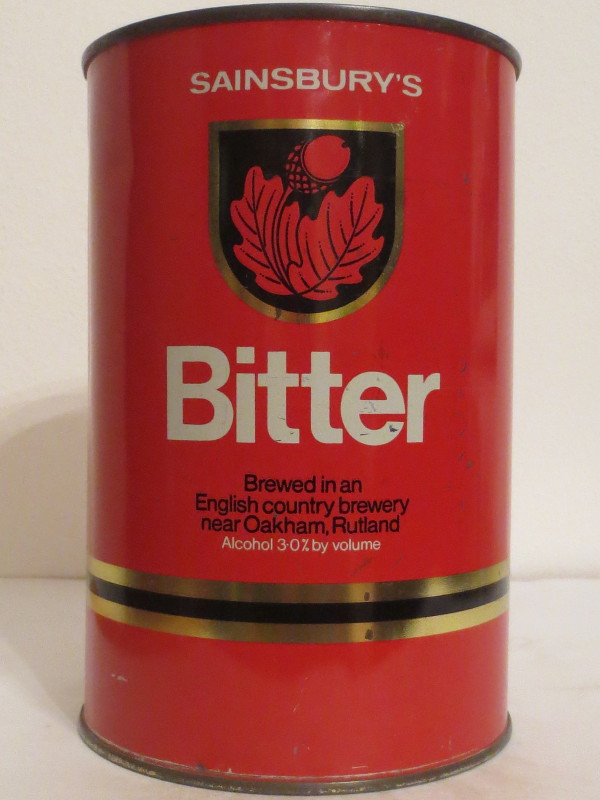 SAINSBURY'S
Bitter
Brewed in an
English country brewery
near Oakham, Rutland
Alcohol 3·0% by volume